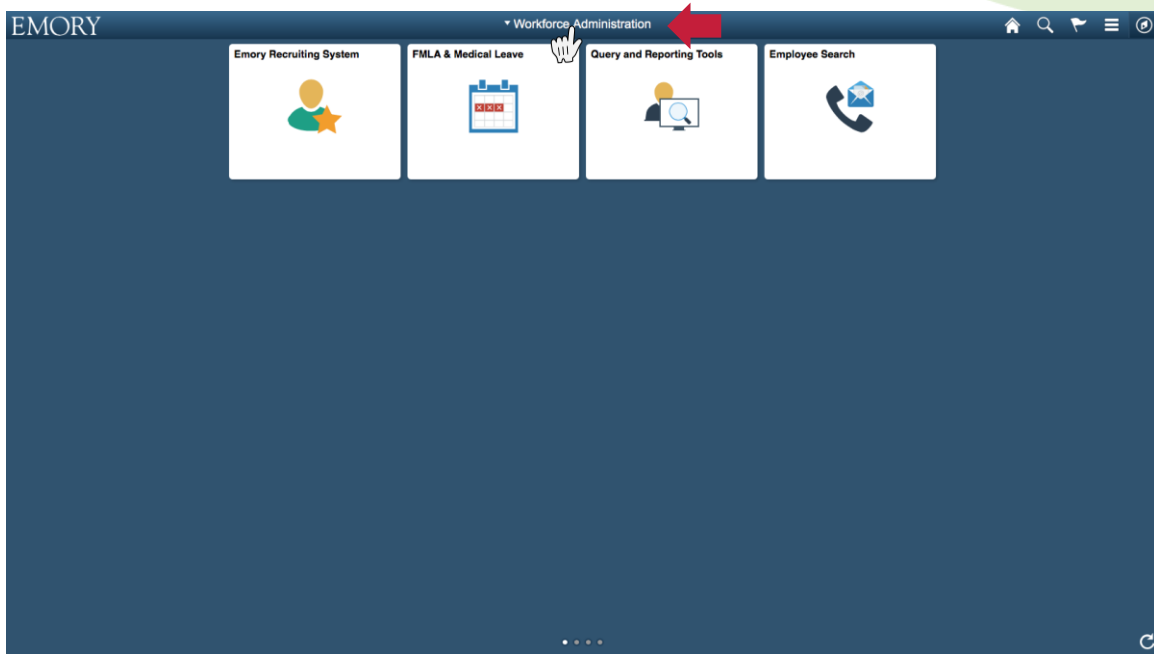 EMORY
▾ Workforce Administration
Emory Recruiting System
FMLA & Medical Leave
Query and Reporting Tools
Employee Search